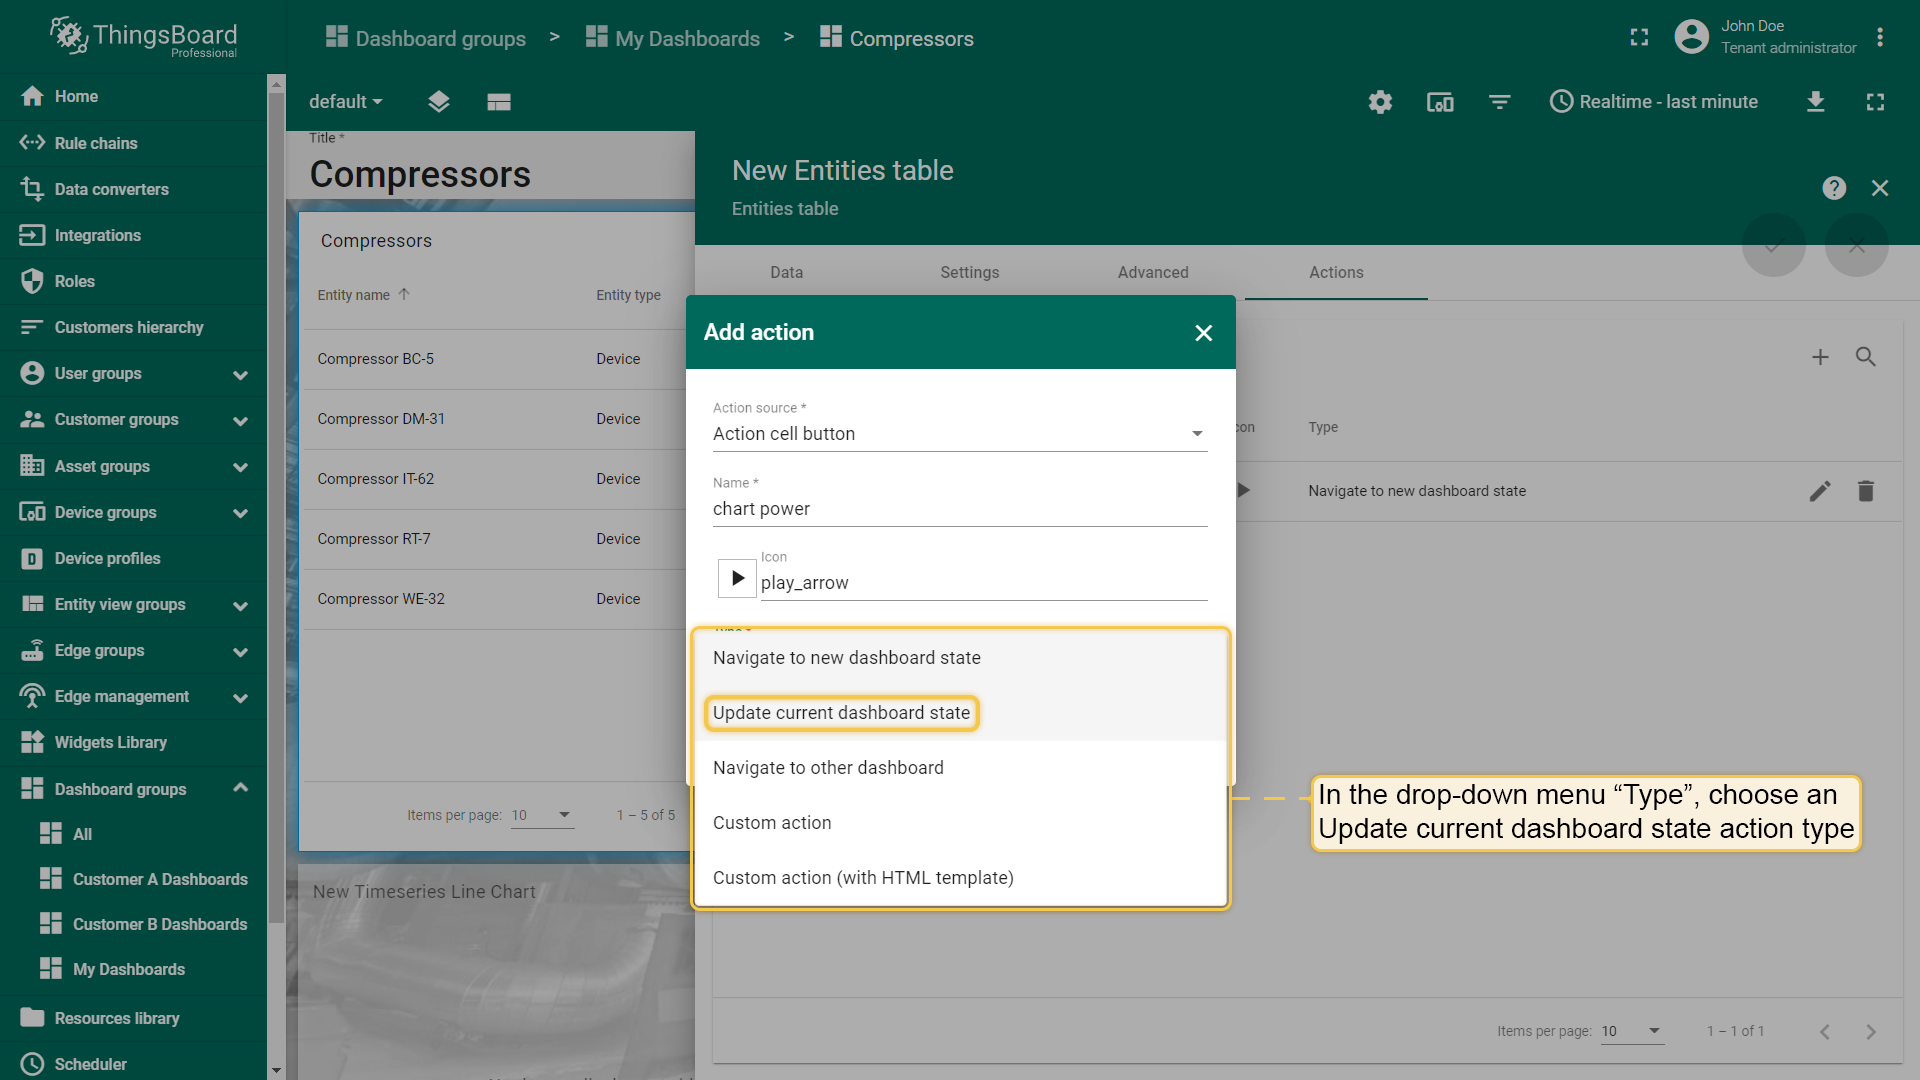 ThingsBoard
Professional
Dashboard groups > My Dashboards > Compressors
John Doe
Tenant administrator
Home
Rule chains
Data converters
Integrations
Roles
Customers hierarchy
User groups
Customer groups
Asset groups
Device groups
Device profiles
Entity view groups
Edge groups
Edge management
Widgets Library
Dashboard groups
All
Customer A Dashboards
Customer B Dashboards
My Dashboards
Resources library
Scheduler
default
Realtime - last minute
Title *
Compressors
Compressors
Entity name Entity type
Compressor BC-5 Device
Compressor DM-31 Device
Compressor IT-62 Device
Compressor RT-7 Device
Compressor WE-32 Device
Items per page: 10 1 – 5 of 5
New Timeseries Line Chart
New Entities table
Entities table
Data Settings Advanced Actions
Type
Navigate to new dashboard state
Items per page: 10 1 – 1 of 1
Add action
Action source *
Action cell button
Name *
chart power
Icon
play_arrow
Type *
Navigate to new dashboard state
Update current dashboard state
Navigate to other dashboard
Custom action
Custom action (with HTML template)
In the drop-down menu “Type”, choose an
Update current dashboard state action type